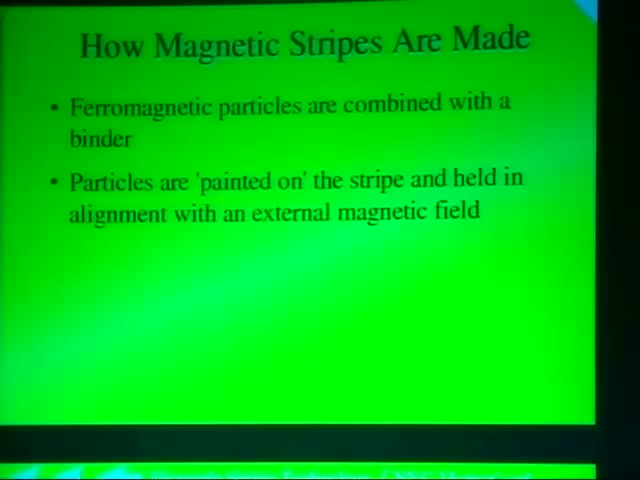 How Magnetic Stripes Are Made
• Ferromagnetic particles are combined with a
binder
• Particles are 'painted on' the stripe and held in
alignment with an external magnetic field